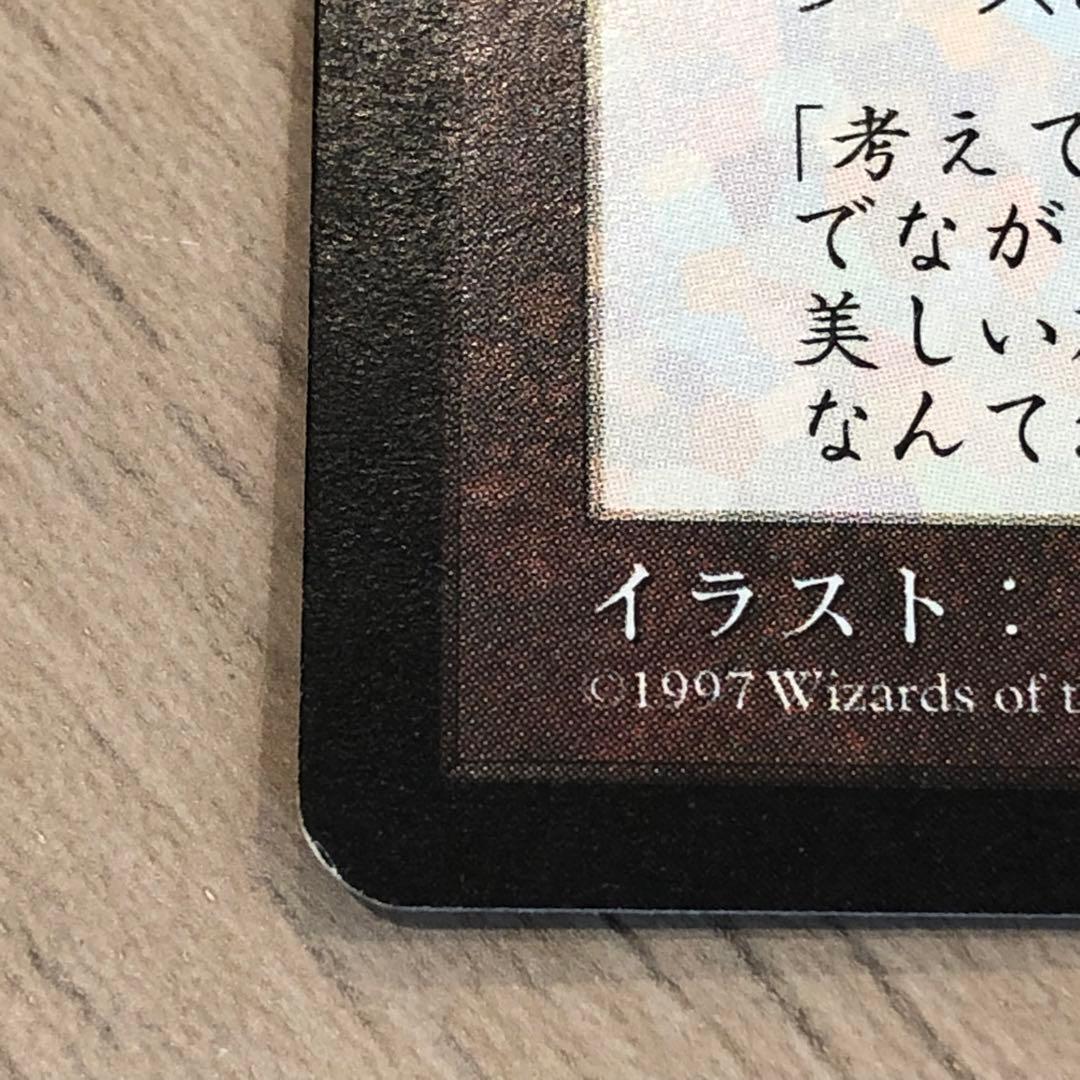 「考えて
でなが
美しい
なんて
イラスト：
©1997 Wizards of t